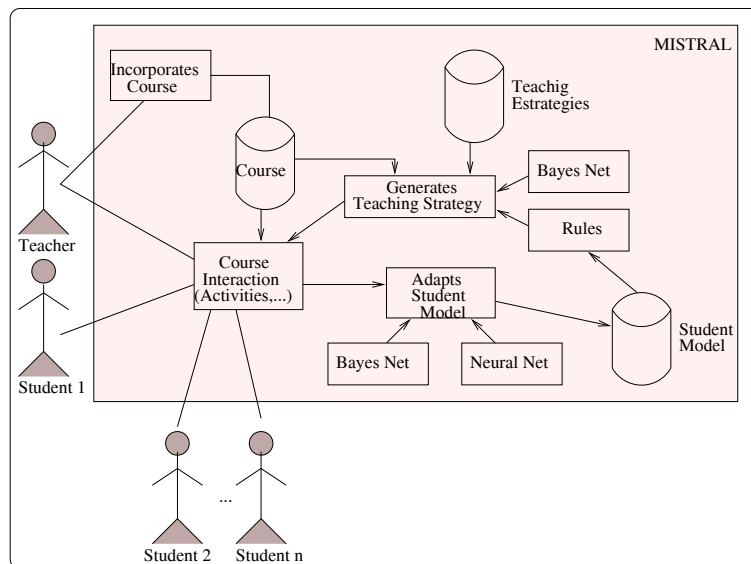 MISTRAL
Incorporates
Course
Teachig
Estrategies
Course
Bayes Net
Generates
Teaching Strategy
Rules
Teacher
Course
Interaction
(Activities,...)
Adapts
Student
Model
Student
Model
Bayes Net
Neural Net
Student 1
...
Student 2
Student n